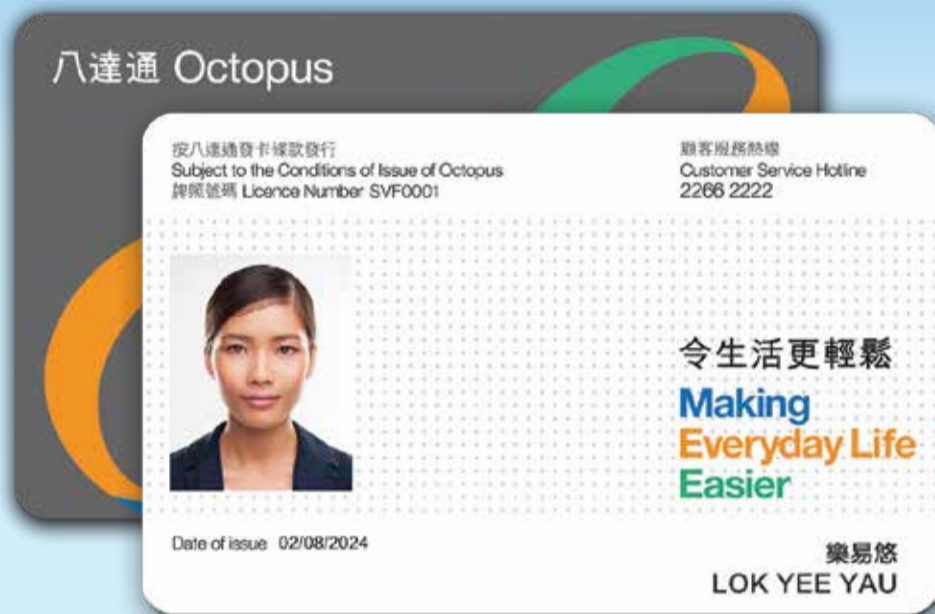 八達通 Octopus
按八達通發卡條款發行
Subject to the Conditions of Issue of Octopus
牌照號碼 Licence Number SVF0001
顧客服務熱線
Customer Service Hotline
2266 2222
令生活更輕鬆
Making
Everyday Life
Easier
Date of issue 02/08/2024
樂易悠
LOK YEE YAU